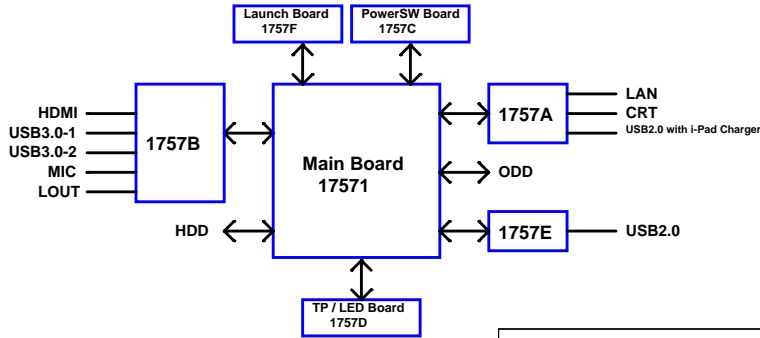 Launch Board
1757F
PowerSW Board
1757C
HDMI
USB3.0-1
USB3.0-2
MIC
LOUT
1757B
Main Board
17571
1757A
LAN
CRT
USB2.0 with i-Pad Charger
ODD
HDD
1757E
USB2.0
TP / LED Board
1757D